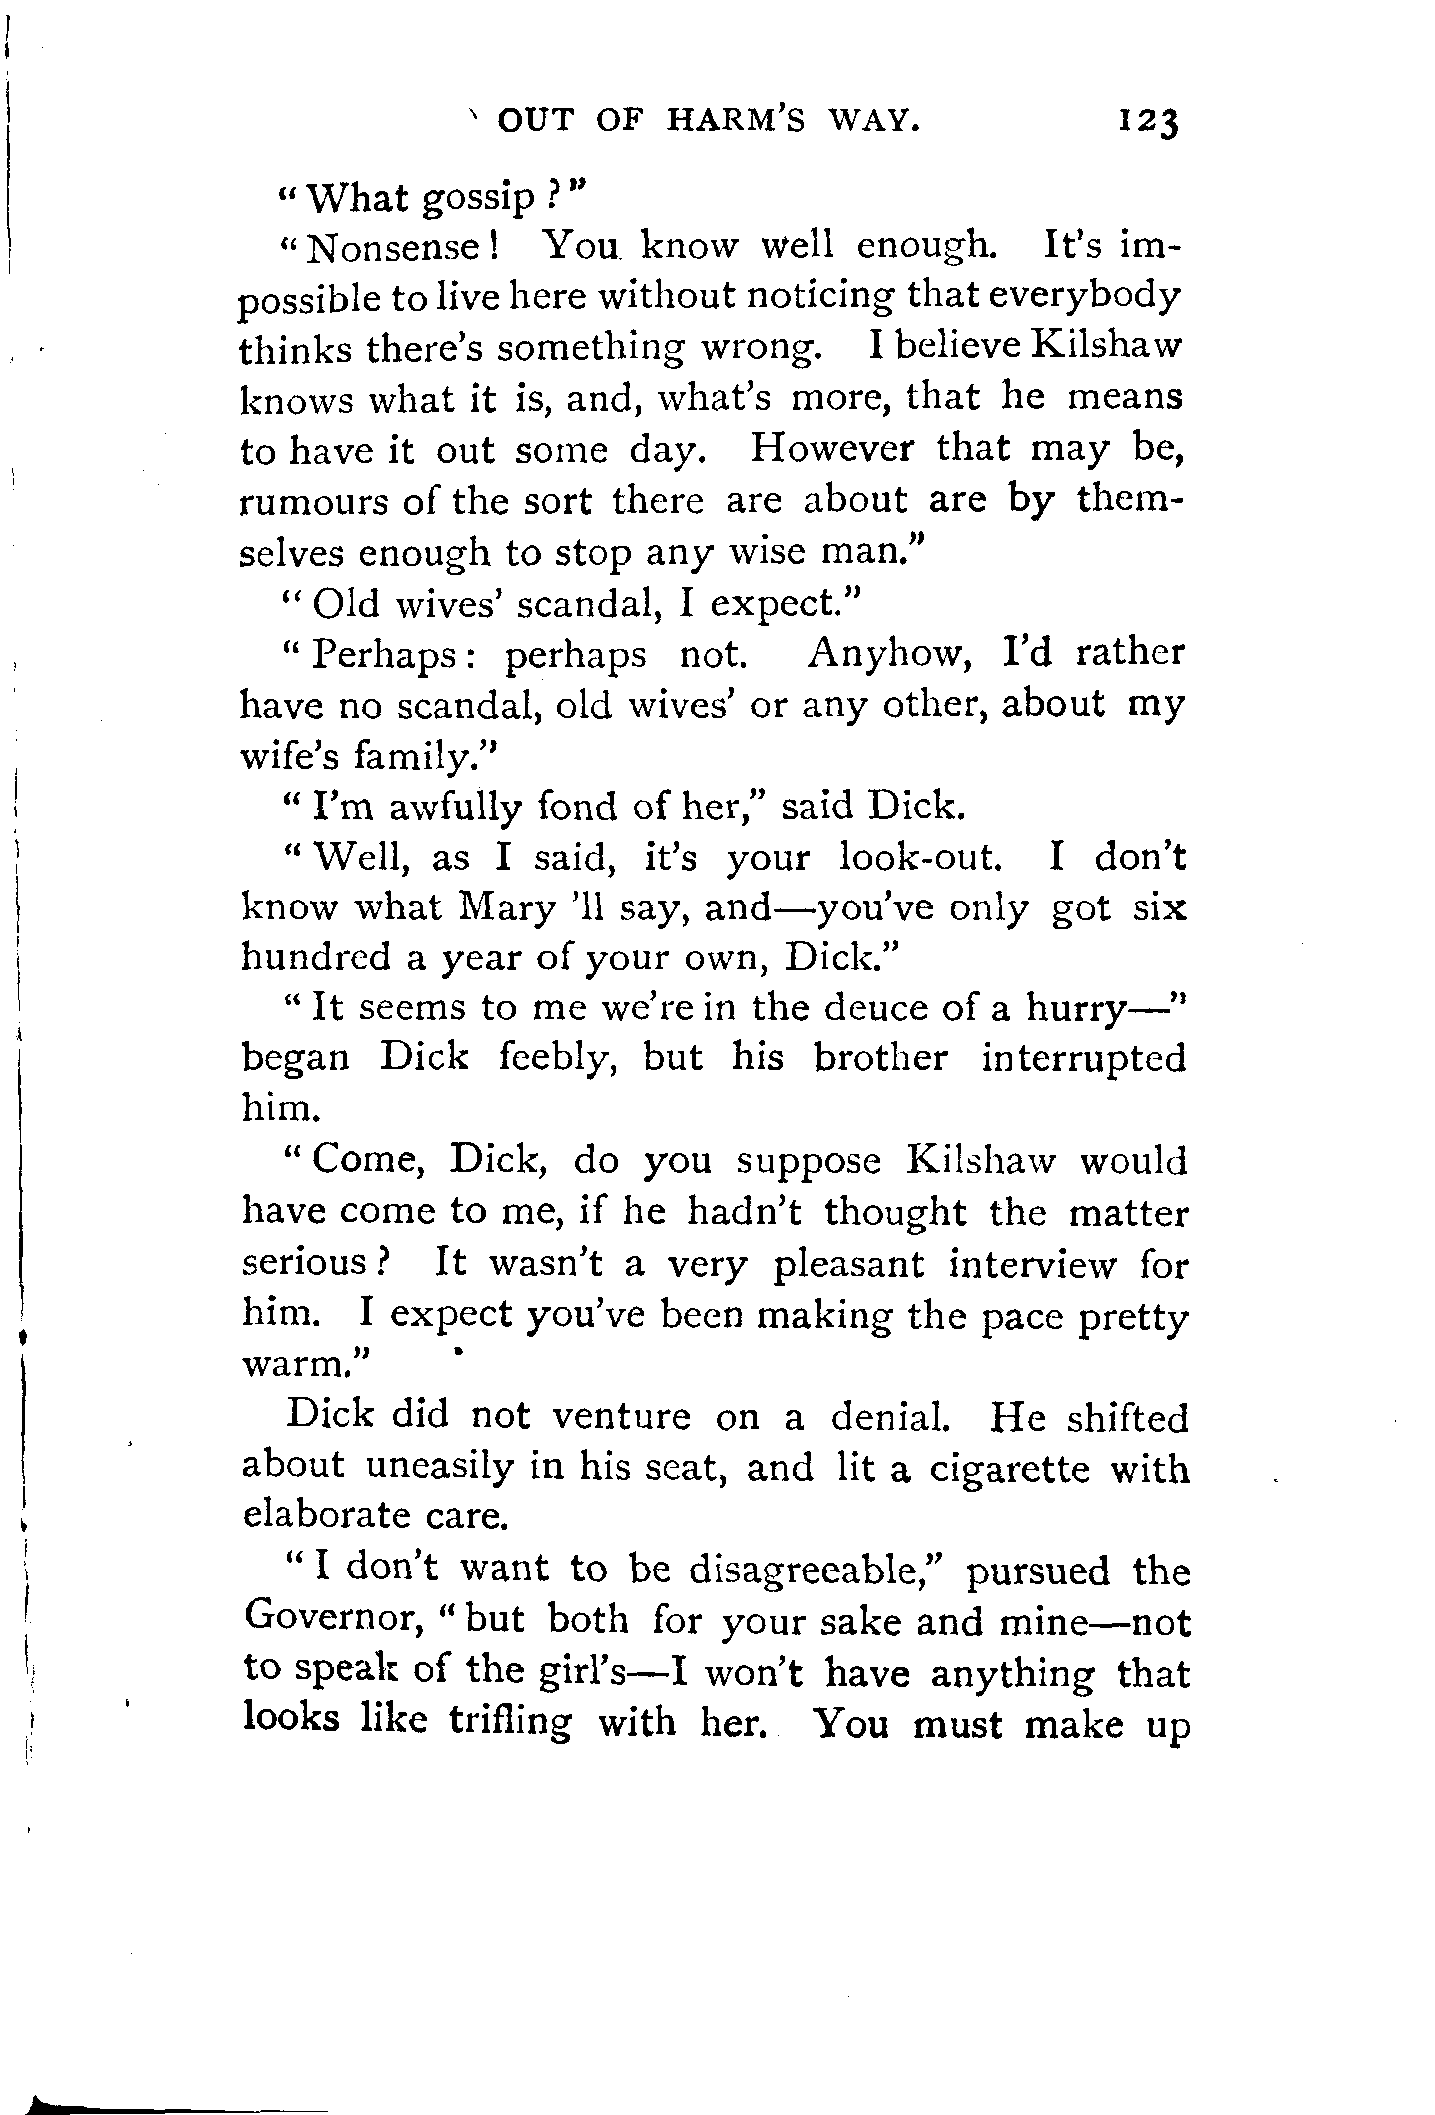 OUT OF HARM'S WAY. 123
"What gossip?"
"Nonsense! You know well enough. It's im-
possible to live here without noticing that everybody
thinks there's something wrong. I believe Kilshaw
knows what it is, and, what's more, that he means
to have it out some day. However that may be,
rumours of the sort there are about are by them-
selves enough to stop any wise man."
"Old wives' scandal, I expect."
"Perhaps: perhaps not. Anyhow, I'd rather
have no scandal, old wives' or any other, about my
wife's family."
"I'm awfully fond of her," said Dick.
"Well, as I said, it's your look-out. I don't
know what Mary 'll say, and—you've only got six
hundred a year of your own, Dick."
"It seems to me we're in the deuce of a hurry—"
began Dick feebly, but his brother interrupted
him.
"Come, Dick, do you suppose Kilshaw would
have come to me, if he hadn't thought the matter
serious? It wasn't a very pleasant interview for
him. I expect you've been making the pace pretty
warm."
Dick did not venture on a denial. He shifted
about uneasily in his seat, and lit a cigarette with
elaborate care.
"I don't want to be disagreeable," pursued the
Governor, "but both for your sake and mine—not
to speak of the girl's—I won't have anything that
looks like trifling with her. You must make up